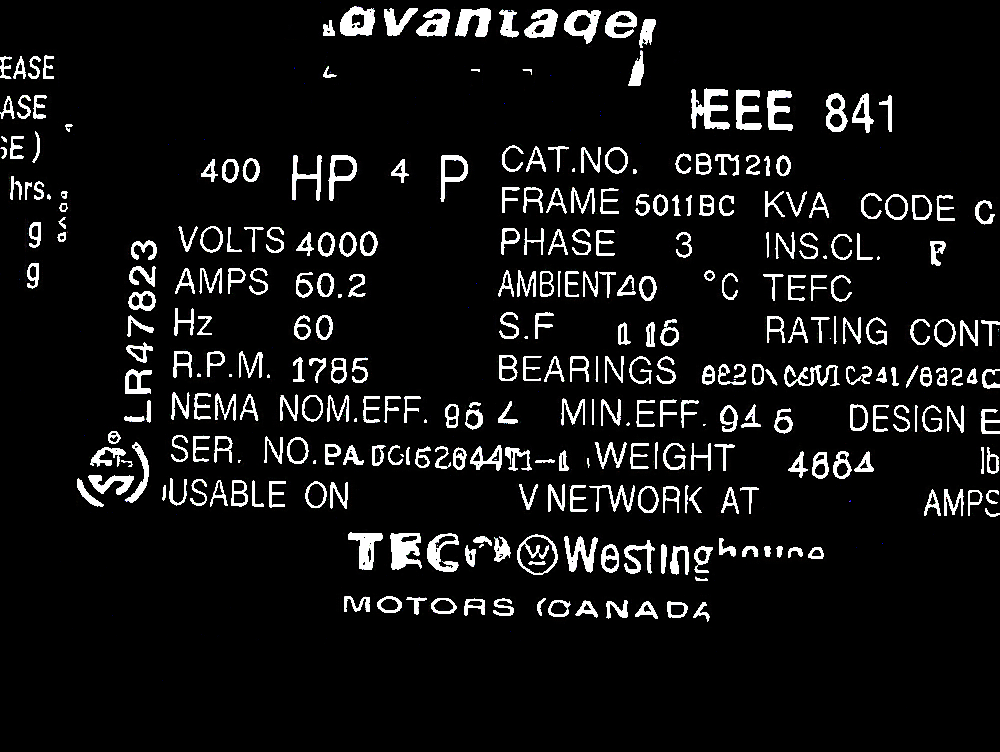 avantage
EASE
ASE
SE)
hrs.
g
g
IEEE 841
400 HP 4 P
CAT.NO. CBT1210
FRAME 5011BC KVA CODE G
VOLTS 4000
PHASE 3 INS.CL. F
AMPS 50.2
AMBIENT 40 °C TEFC
Hz 60
S.F 1.15 RATING CONT
R.P.M. 1785
BEARINGS
NEMA NOM.EFF. MIN.EFF. DESIGN E
SER. NO. WEIGHT 4884 lb
USABLE ON V NETWORK AT AMPS
LR47823
TECO Westinghouse
MOTORS (CANADA